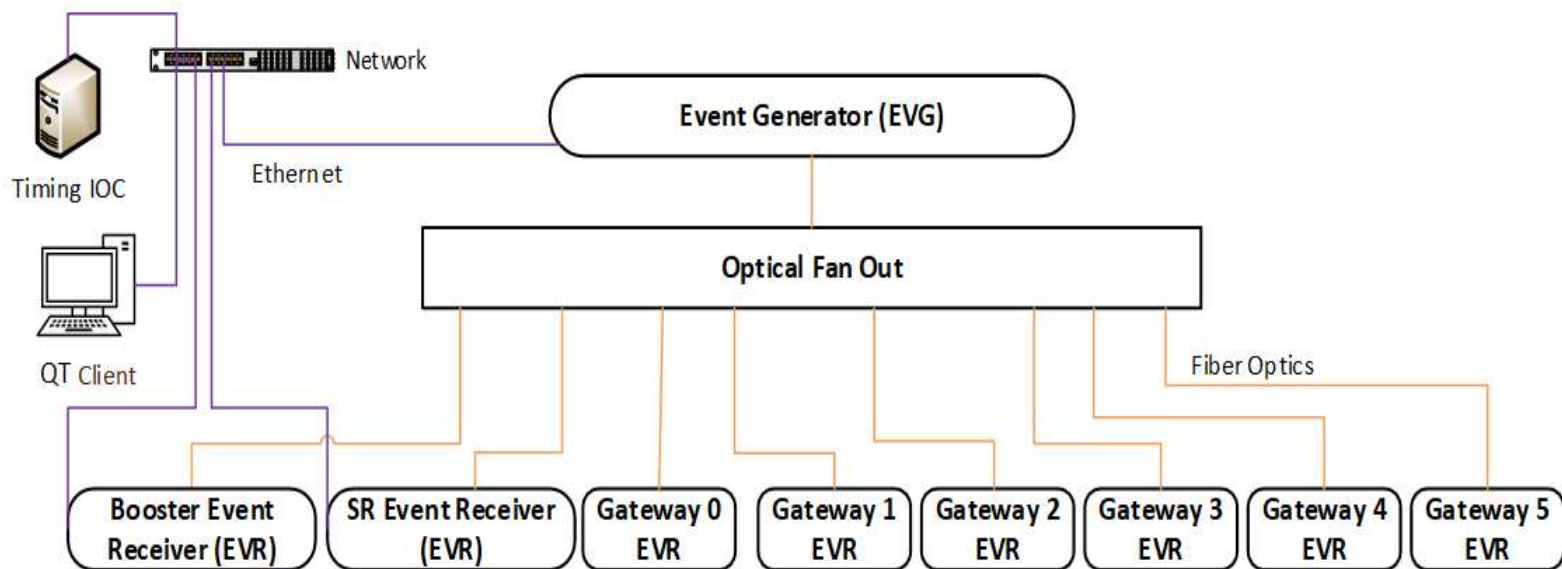 Network
Event Generator (EVG)
Ethernet
Timing IOC
Optical Fan Out
QT Client
Fiber Optics
Booster Event
Receiver (EVR)
SR Event Receiver
(EVR)
Gateway 0
EVR
Gateway 1
EVR
Gateway 2
EVR
Gateway 3
EVR
Gateway 4
EVR
Gateway 5
EVR